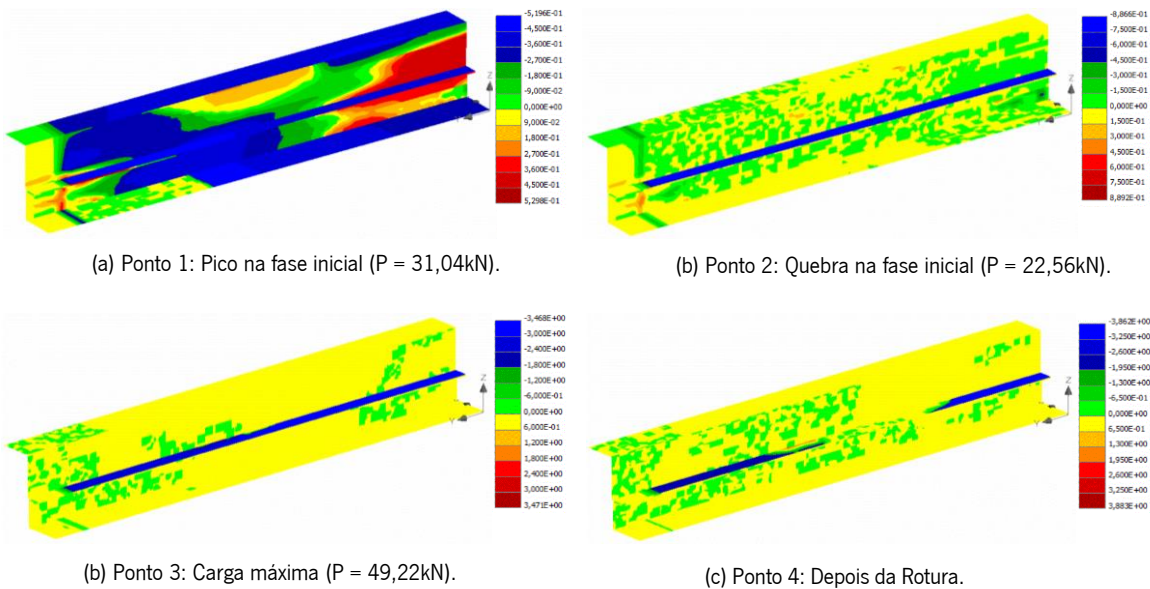 -5,196E-01
-4,500E-01
-3,600E-01
-2,700E-01
-1,800E-01
-9,000E-02
0,000E+00
9,000E-02
1,800E-01
2,700E-01
3,600E-01
4,500E-01
5,298E-01
Z
Y
(a) Ponto 1: Pico na fase inicial (P = 31,04kN).
-8,866E-01
-7,500E-01
-6,000E-01
-4,500E-01
-3,000E-01
-1,500E-01
0,000E+00
1,500E-01
3,000E-01
4,500E-01
6,000E-01
7,500E-01
8,892E-01
Z
(b) Ponto 2: Quebra na fase inicial (P = 22,56kN).
-3,468E+00
-3,000E+00
-2,400E+00
-1,800E+00
-1,200E+00
-6,000E-01
0,000E+00
6,000E-01
1,200E+00
1,800E+00
2,400E+00
3,000E+00
3,471E+00
Z
Y
(b) Ponto 3: Carga máxima (P = 49,22kN).
-3,862E+00
-3,250E+00
-2,600E+00
-1,950E+00
-1,300E+00
-6,500E-01
0,000E+00
6,500E-01
1,300E+00
1,950E+00
2,600E+00
3,250E+00
3,883E+00
Z
Y
(c) Ponto 4: Depois da Rotura.